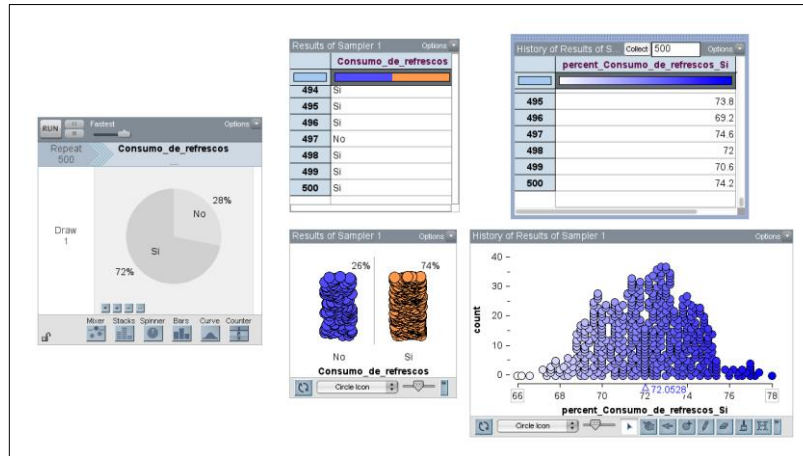 RUN
Fastest
Options
Repeat
500
Consumo_de_refrescos
Draw
1
28%
No
Si
72%
Mixer Stacks Spinner Bars Curve Counter
Results of Sampler 1 Options
Consumo_de_refrescos
494 Si
495 Si
496 Si
497 No
498 Si
499 Si
500 Si
History of Results of S... Collect 500 Options
percent_Consumo_de_refrescos_Si
495 73.8
496 69.2
497 74.6
498 72
499 70.6
500 74.2
Results of Sampler 1 Options
26% 74%
No Si
Consumo_de_refrescos
Circle Icon
History of Results of Sampler 1 Options
40
30
20
10
0
count
66 68 70 72 74 76 78
72.0528
percent_Consumo_de_refrescos_Si
Circle Icon